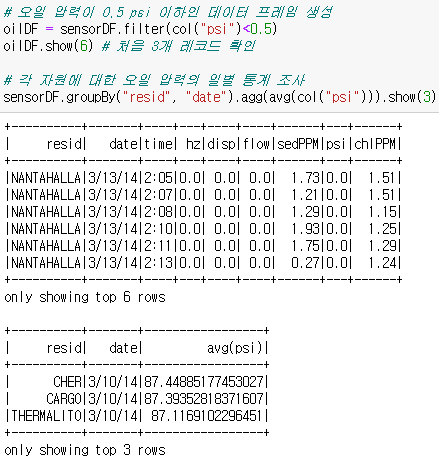 # 오일 압력이 0.5 psi 이하인 데이터 프레임 생성
oilDF = sensorDF.filter(col("psi")<0.5)
oilDF.show(6) # 처음 3개 레코드 확인
# 각 자원에 대한 오일 압력의 일별 통계 조사
sensorDF.groupBy("resid", "date").agg(avg(col("psi"))).show(3)
+----------+-------+----+---+----+----+------+---+------+
|     resid|   date|time| hz|disp|flow|sedPPM|psi|chlPPM|
+----------+-------+----+---+----+----+------+---+------+
|NANTAHALLA|3/13/14|2:05|0.0| 0.0| 0.0|  1.73|0.0|  1.51|
|NANTAHALLA|3/13/14|2:07|0.0| 0.0| 0.0|  1.21|0.0|  1.51|
|NANTAHALLA|3/13/14|2:08|0.0| 0.0| 0.0|  1.29|0.0|  1.15|
|NANTAHALLA|3/13/14|2:10|0.0| 0.0| 0.0|  1.93|0.0|  1.25|
|NANTAHALLA|3/13/14|2:11|0.0| 0.0| 0.0|  1.75|0.0|  1.29|
|NANTAHALLA|3/13/14|2:13|0.0| 0.0| 0.0|  0.27|0.0|  1.24|
+----------+-------+----+---+----+----+------+---+------+
only showing top 6 rows
+----------+-------+-----------------+
|     resid|   date|         avg(psi)|
+----------+-------+-----------------+
|      CHER|3/10/14|87.44885177453027|
|     CARGO|3/10/14|87.39352818371607|
|THERMALITO|3/10/14| 87.1169102296451|
+----------+-------+-----------------+
only showing top 3 rows